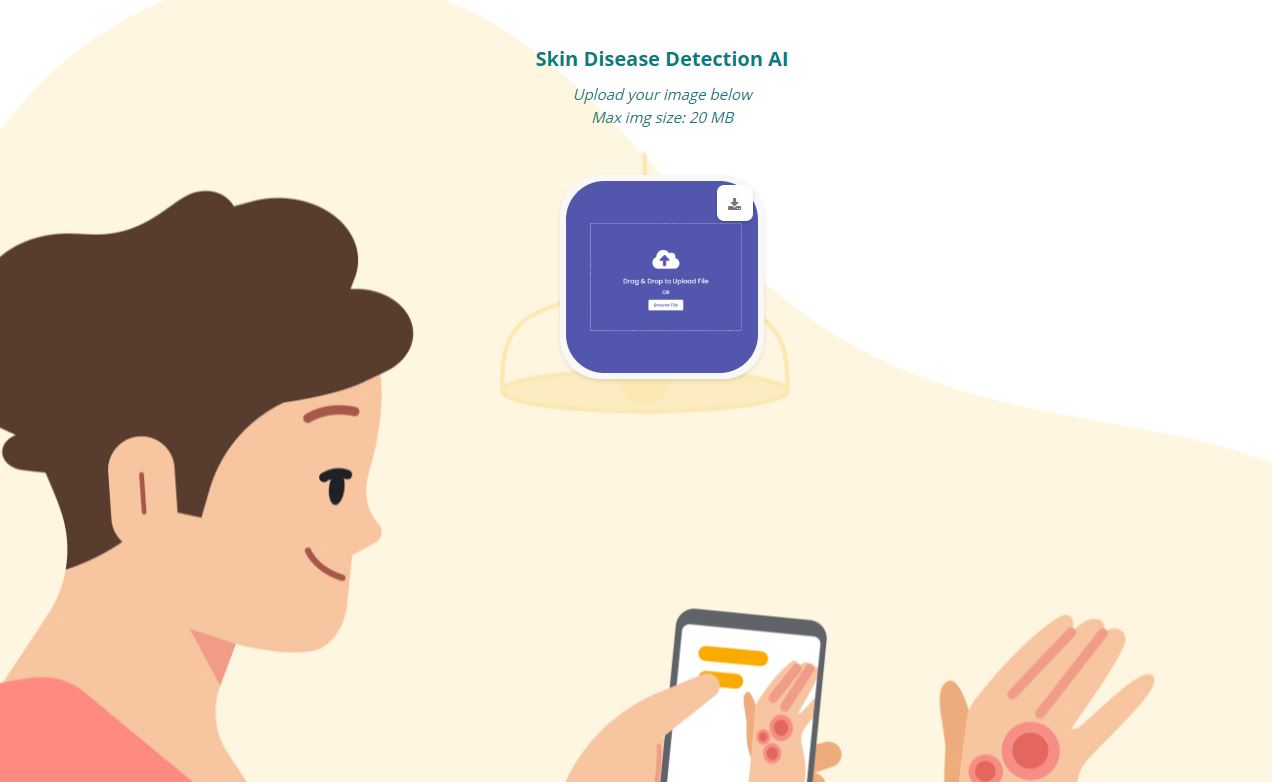 Skin Disease Detection AI
Upload your image below
Max img size: 20 MB
Drag & Drop to Upload File
OR
Browse File